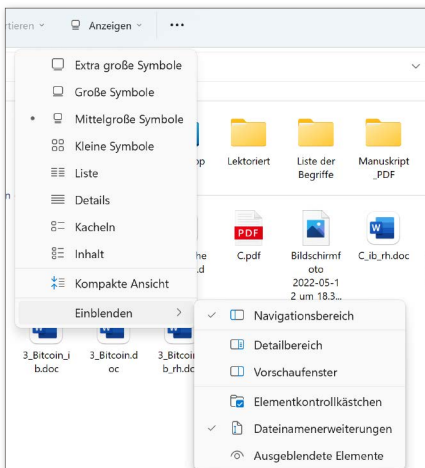 rtieren
Anzeigen
Extra große Symbole
Große Symbole
Mittelgroße Symbole
Kleine Symbole
Liste
Details
Kacheln
Inhalt
Kompakte Ansicht
Einblenden
Lektoriert
Liste der
Begriffe
Manuskript
_PDF
PDF
C.pdf
Bildschirmf
oto
2022-05-1
2 um 18.3...
W
C_ib_rh.doc
3_Bitcoin_i
b.doc
3_Bitcoin.d
oc
3_Bitcoin
b_rh.dc
Navigationsbereich
Detailbereich
Vorschaufenster
Elementkontrollkästchen
Dateinamenerweiterungen
Ausgeblendete Elemente